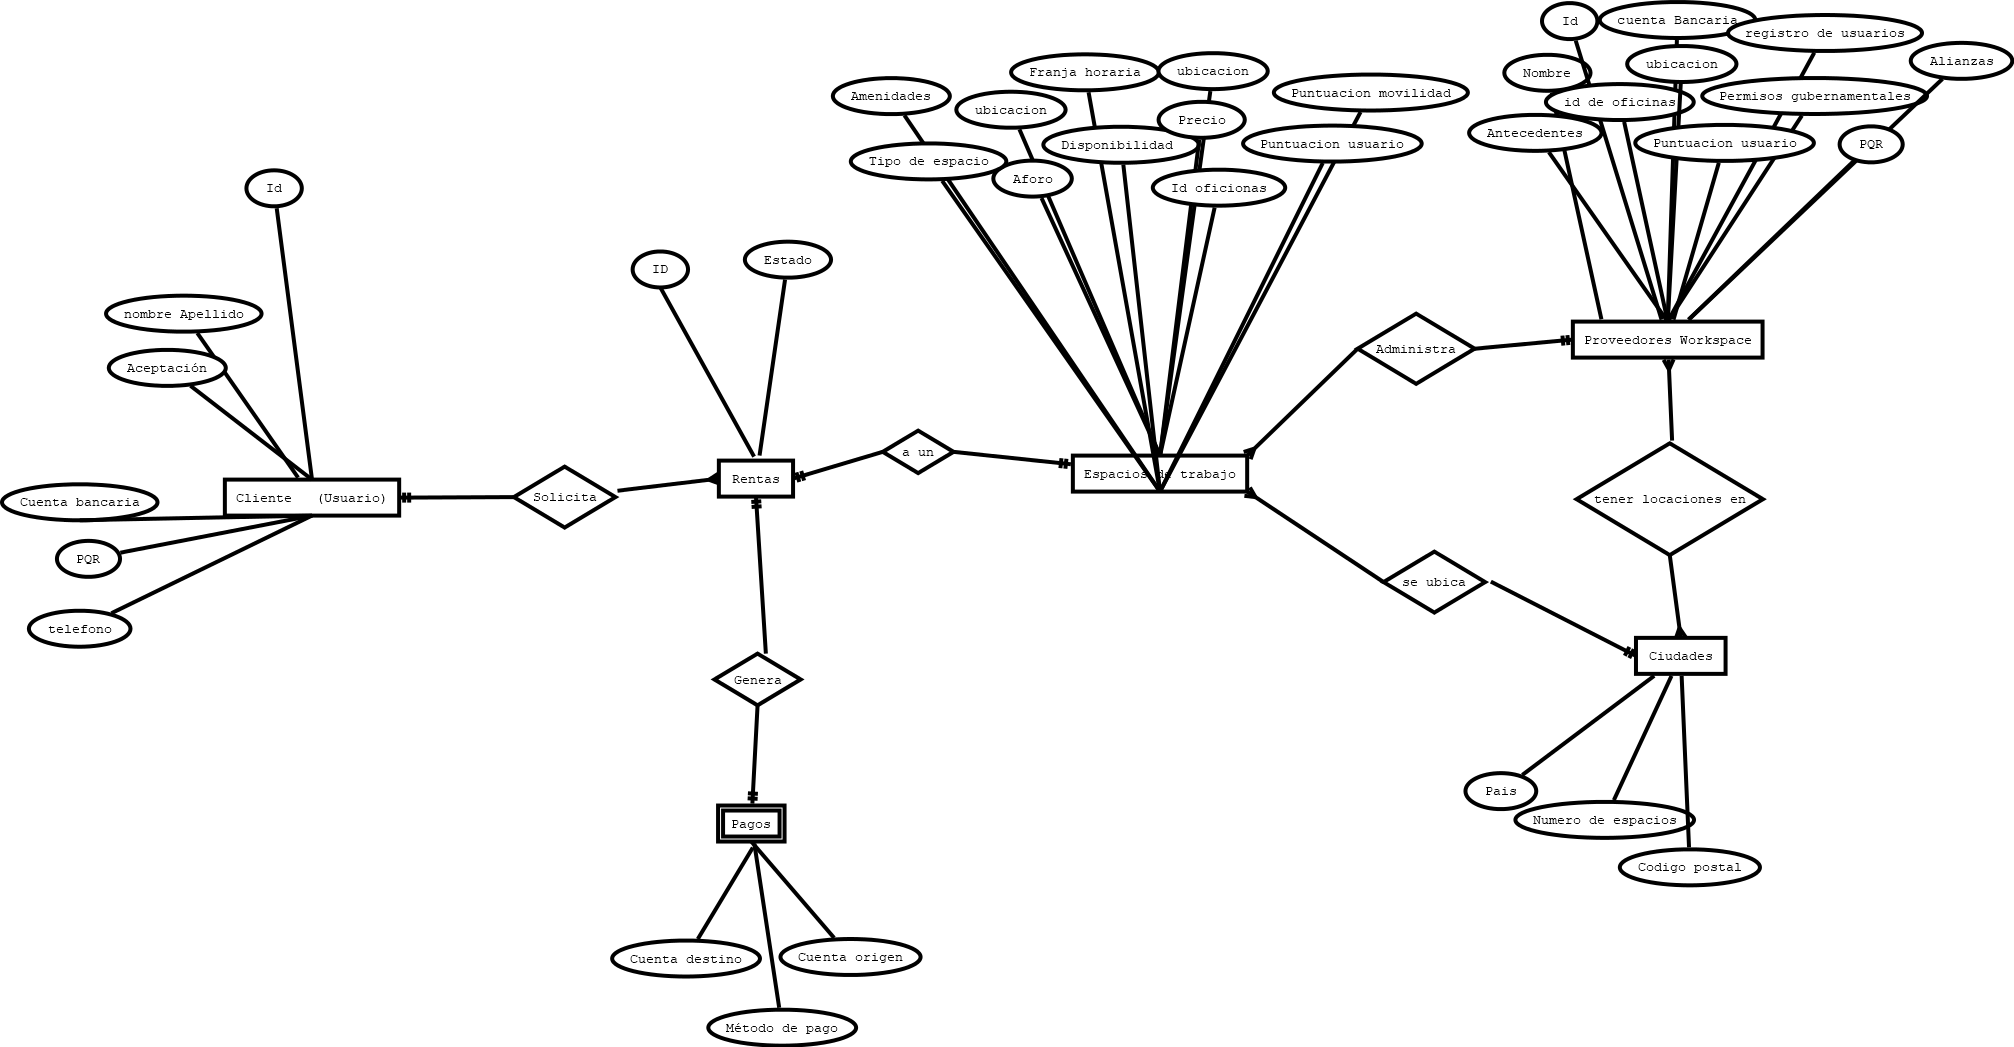 Id
cuenta Bancaria
registro de usuarios
Alianzas
Nombre
ubicacion
id de oficinas
Permisos gubernamentales
Antecedentes
Puntuacion usuario
PQR
Franja horaria
ubicacion
Amenidades
ubicacion
Puntuacion movilidad
Precio
Disponibilidad
Puntuacion usuario
Tipo de espacio
Aforo
Id oficionas
Id
ID
Estado
nombre Apellido
Aceptación
Administra
Proveedores Workspace
a un
Espacios de trabajo
Rentas
Solicita
Cliente (Usuario)
Cuenta bancaria
PQR
telefono
tener locaciones en
se ubica
Ciudades
Genera
Pais
Numero de espacios
Codigo postal
Pagos
Cuenta destino
Cuenta origen
Método de pago